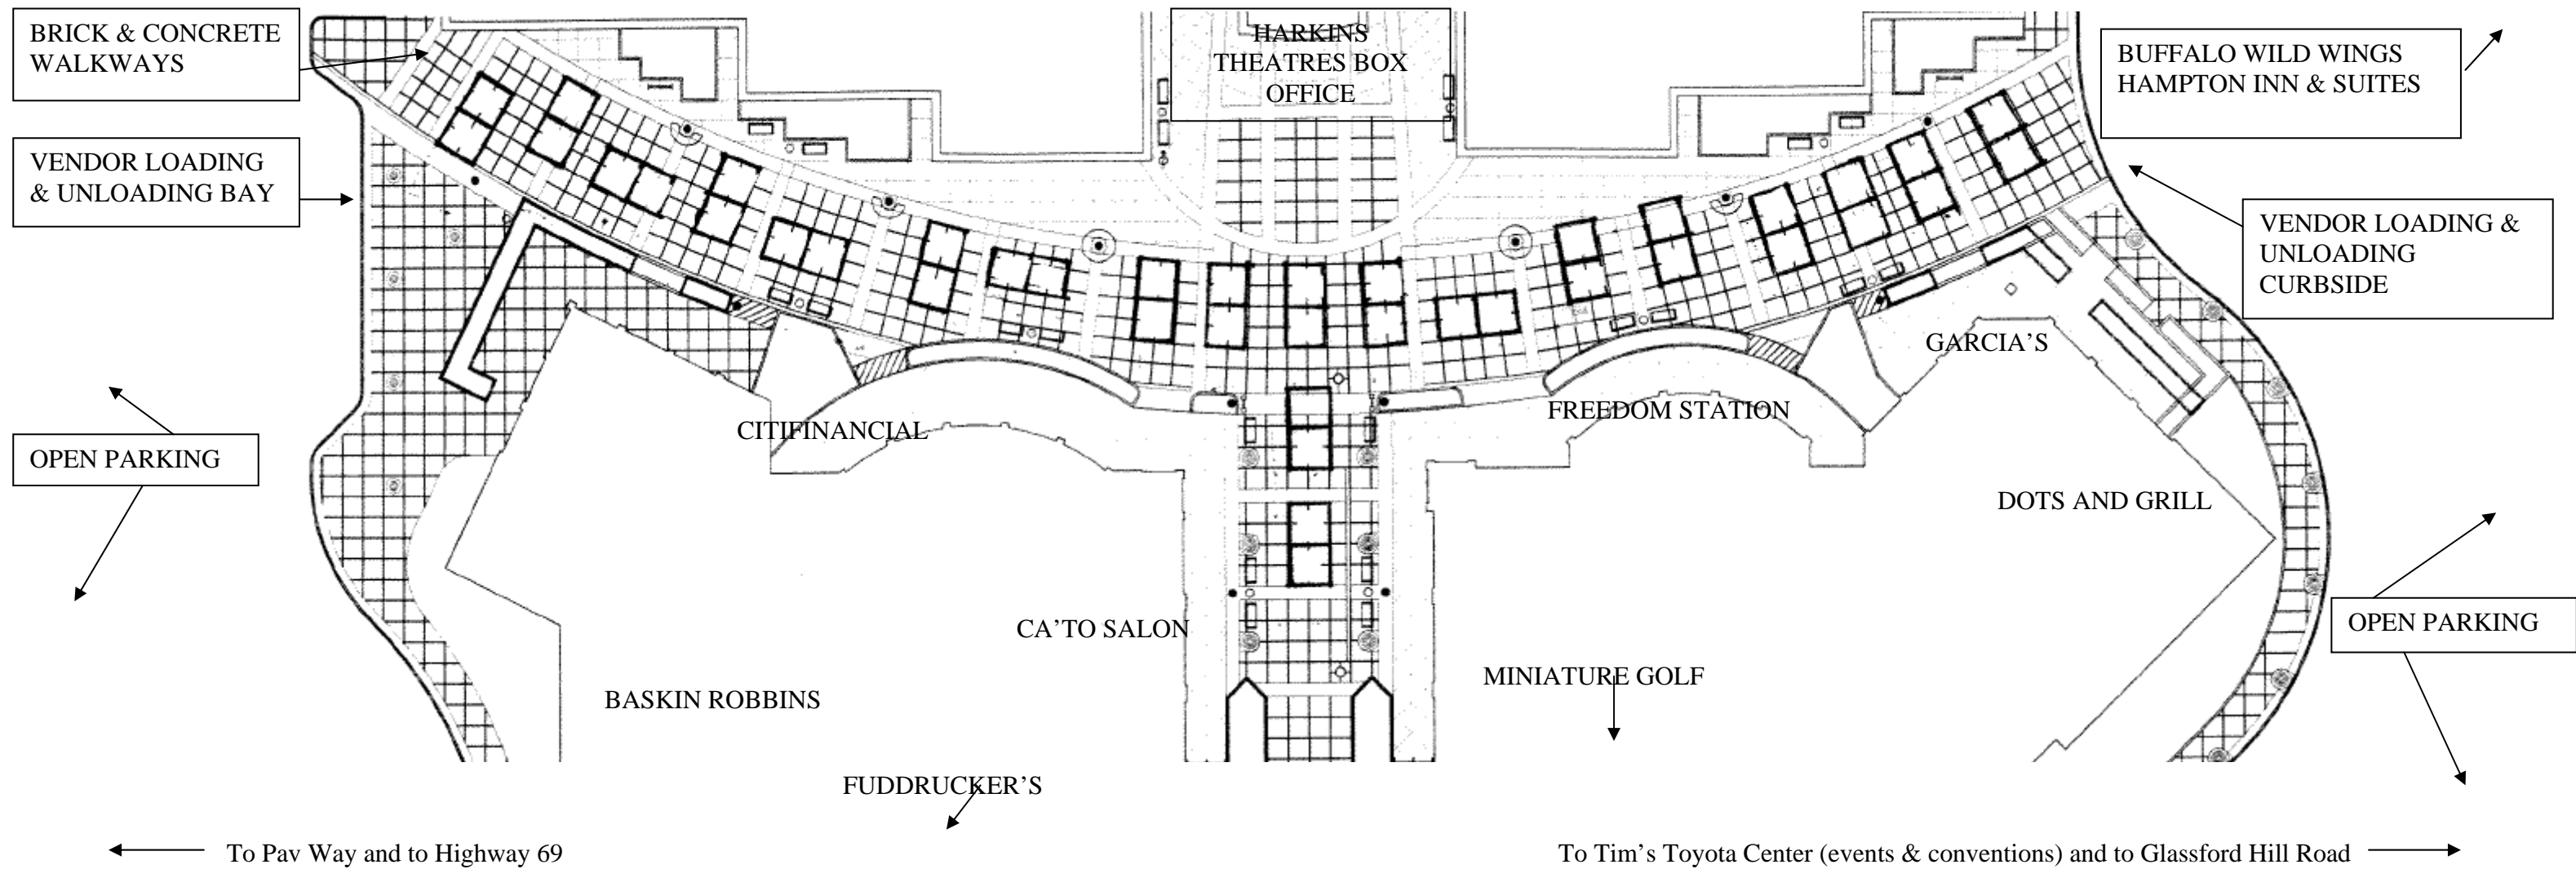 BRICK & CONCRETE
WALKWAYS
HARKINS
THEATRES BOX
OFFICE
BUFFALO WILD WINGS
HAMPTON INN & SUITES
VENDOR LOADING
& UNLOADING BAY
VENDOR LOADING &
UNLOADING
CURBSIDE
GARCIA’S
CITIFINANCIAL
FREEDOM STATION
OPEN PARKING
DOTS AND GRILL
CA’TO SALON
OPEN PARKING
MINIATURE GOLF
BASKIN ROBBINS
FUDDRUCKER’S
To Pav Way and to Highway 69
To Tim’s Toyota Center (events & conventions) and to Glassford Hill Road